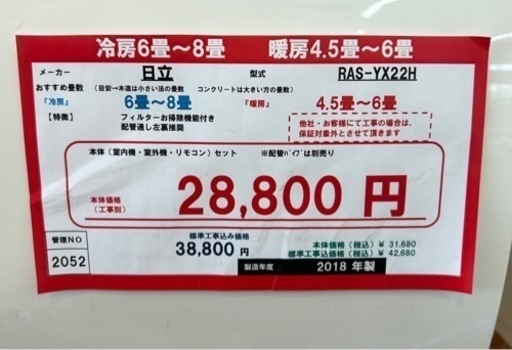 冷房6畳～8畳　暖房4.5畳～6畳
メーカー　日立　型式　RAS-YX22H
おすすめ畳数　（目安→木造は小さい法の畳数　コンクリートは大きい方の畳数）
『冷房』　6畳～8畳　『暖房』　4.5畳～6畳
【特徴】　フィルターお掃除機能付き
配管透し左裏推奨
他社・お客様にて工事の場合は、
保証対象外とさせて頂きます
本体（室内機・室外機・リモコン）セット　※配管ﾊﾟｲﾌﾟは別売り
本体価格
（工事別）
28,800 円
管理NO
2052
標準工事込み価格
38,800 円
本体価格（税込）¥ 31,680
標準工事価格（税込）¥ 42,680
製造年度　2018 年製